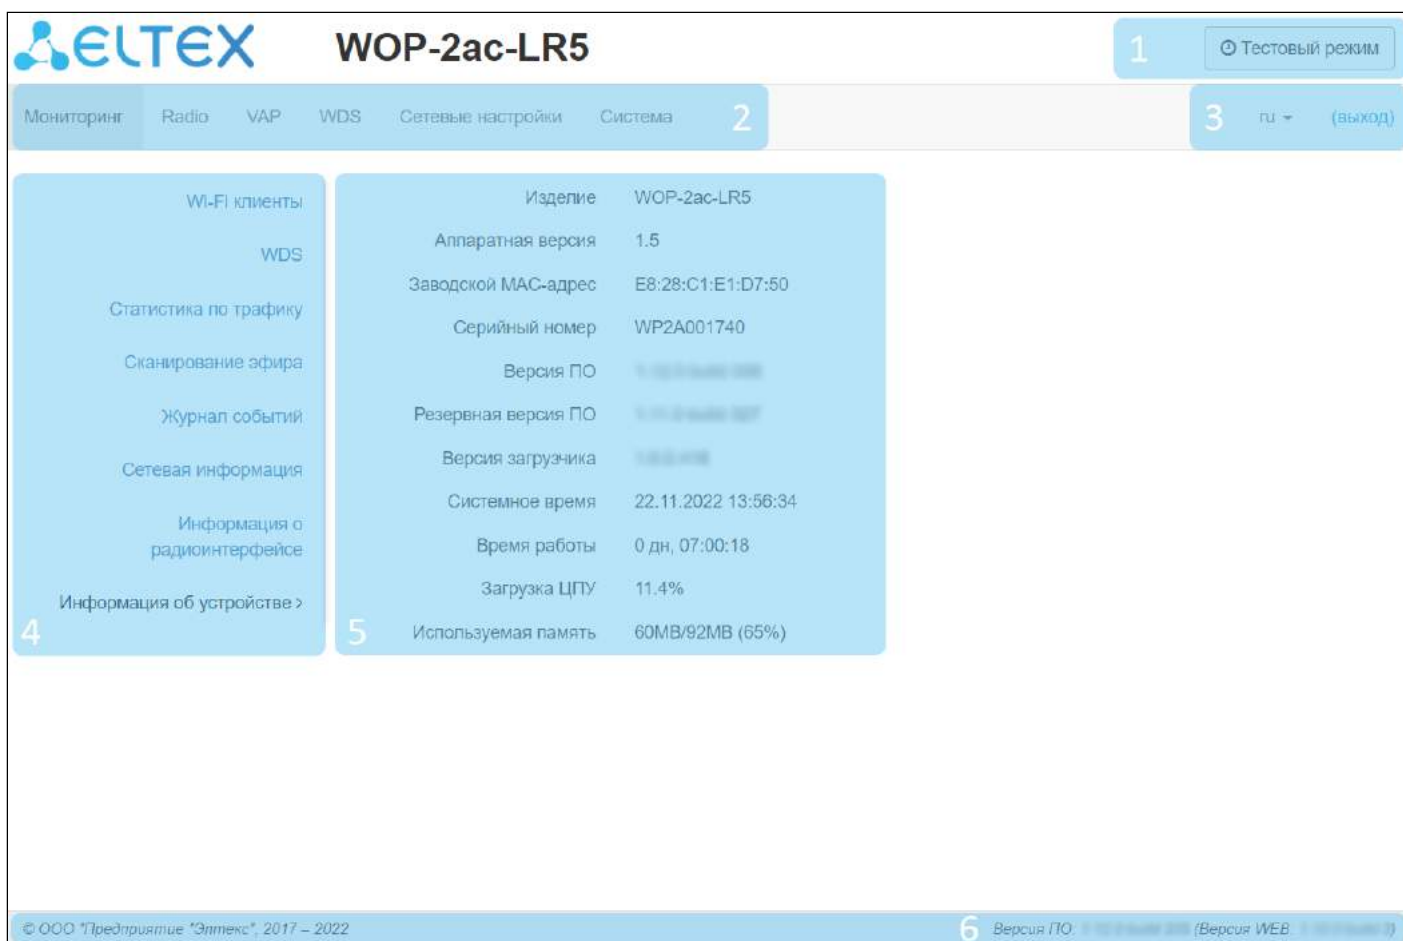 ELTEX WOP-2ac-LR5 1 Тестовый режим
Мониторинг Radio VAP WDS Сетевые настройки Система 2 3 ru (выход)
Wi-Fi клиенты
WDS
Статистика по трафику
Сканирование эфира
Журнал событий
Сетевая информация
Информация о
радиоинтерфейсе
Информация об устройстве >
4
Изделие WOP-2ac-LR5
Аппаратная версия 1.5
Заводской MAC-адрес E8:28:C1:E1:D7:50
Серийный номер WP2A001740
Версия ПО
Резервная версия ПО
Версия загрузчика
Системное время 22.11.2022 13:56:34
Время работы 0 дн, 07:00:18
Загрузка ЦПУ 11.4%
Используемая память 60MB/92MB (65%)
5
© ООО "Предприятие "Элтекс", 2017 – 2022 6 Версия ПО: (Версия WEB: )